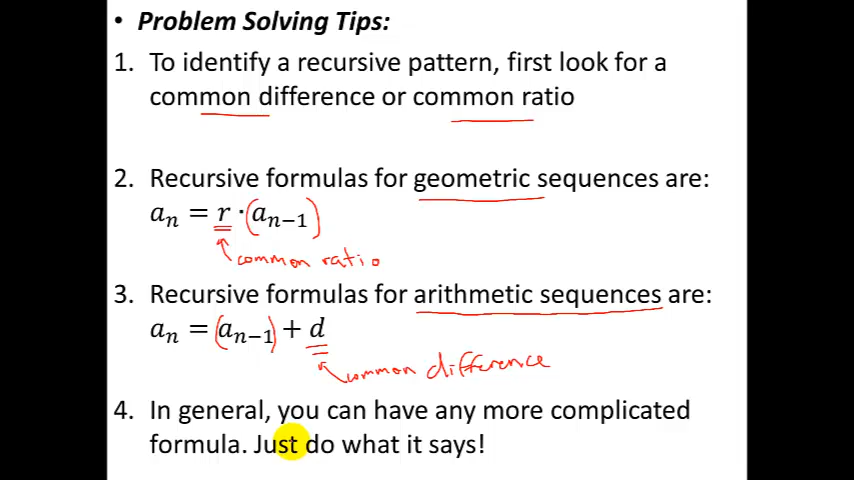 • Problem Solving Tips:
1. To identify a recursive pattern, first look for a
common difference or common ratio
2. Recursive formulas for geometric sequences are:
aₙ = r · (aₙ₋₁)
common ratio
3. Recursive formulas for arithmetic sequences are:
aₙ = (aₙ₋₁) + d
common difference
4. In general, you can have any more complicated
formula. Just do what it says!